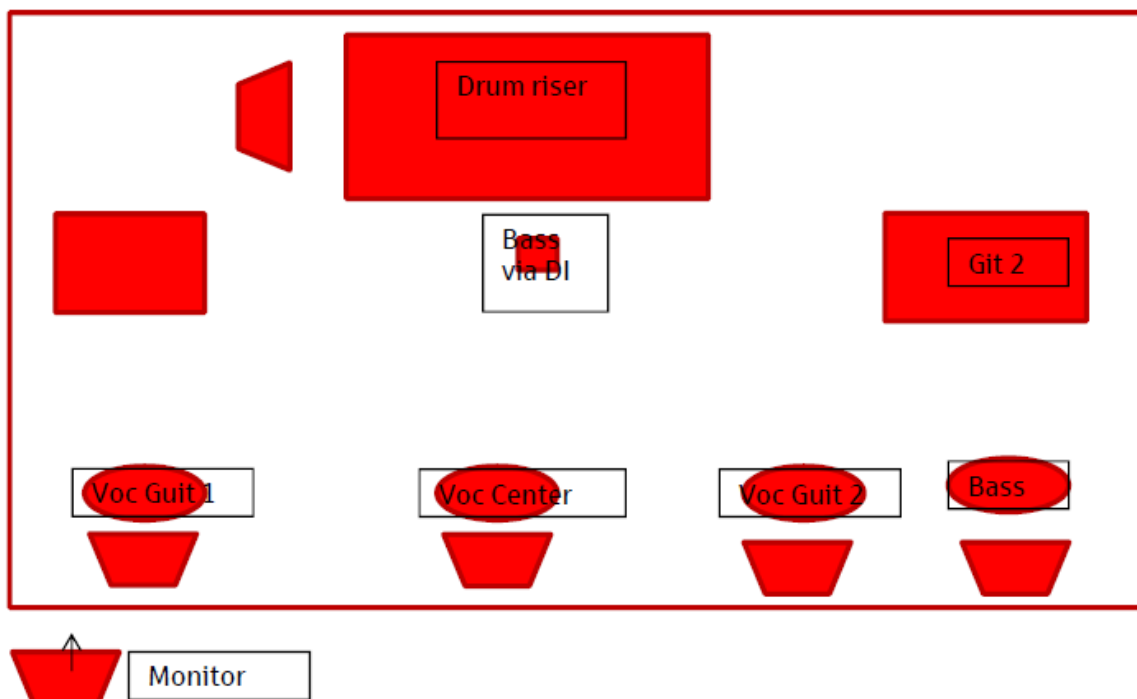 Drum riser
Bass
via DI
Git 2
Voc Guit 1
Voc Center
Voc Guit 2
Bass
Monitor